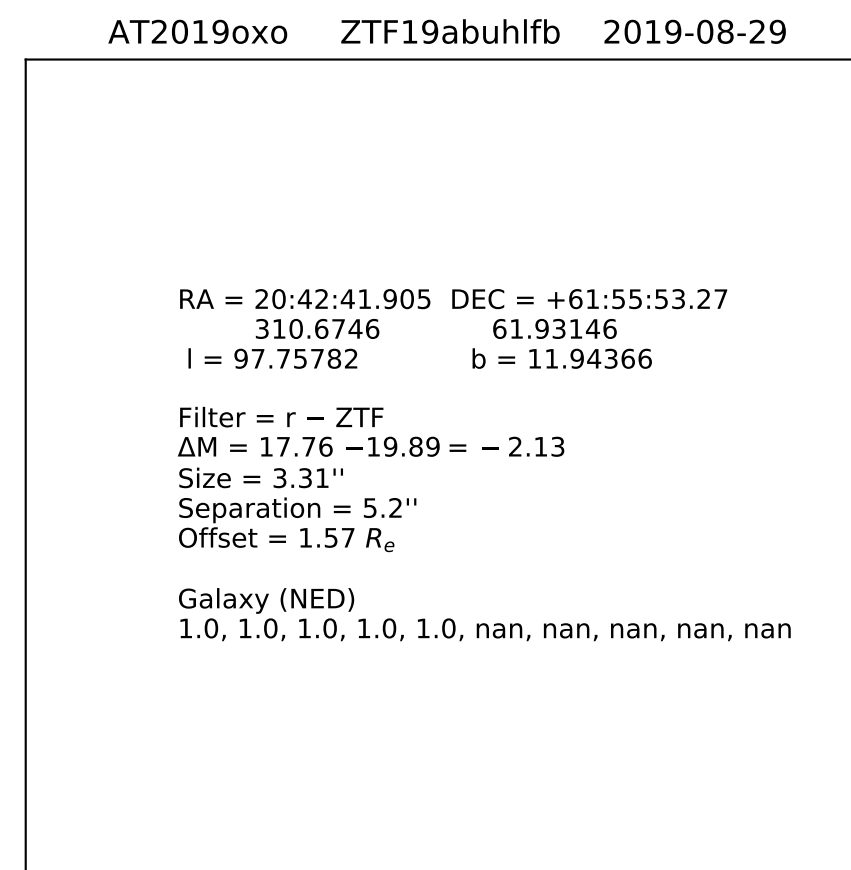 AT2019oxo ZTF19abuhlfb 2019-08-29
RA = 20:42:41.905 DEC = +61:55:53.27
310.6746 61.93146
l = 97.75782 b = 11.94366
Filter = r − ZTF
ΔM = 17.76 −19.89 = − 2.13
Size = 3.31''
Separation = 5.2''
Offset = 1.57 Rₑ
Galaxy (NED)
1.0, 1.0, 1.0, 1.0, 1.0, nan, nan, nan, nan, nan